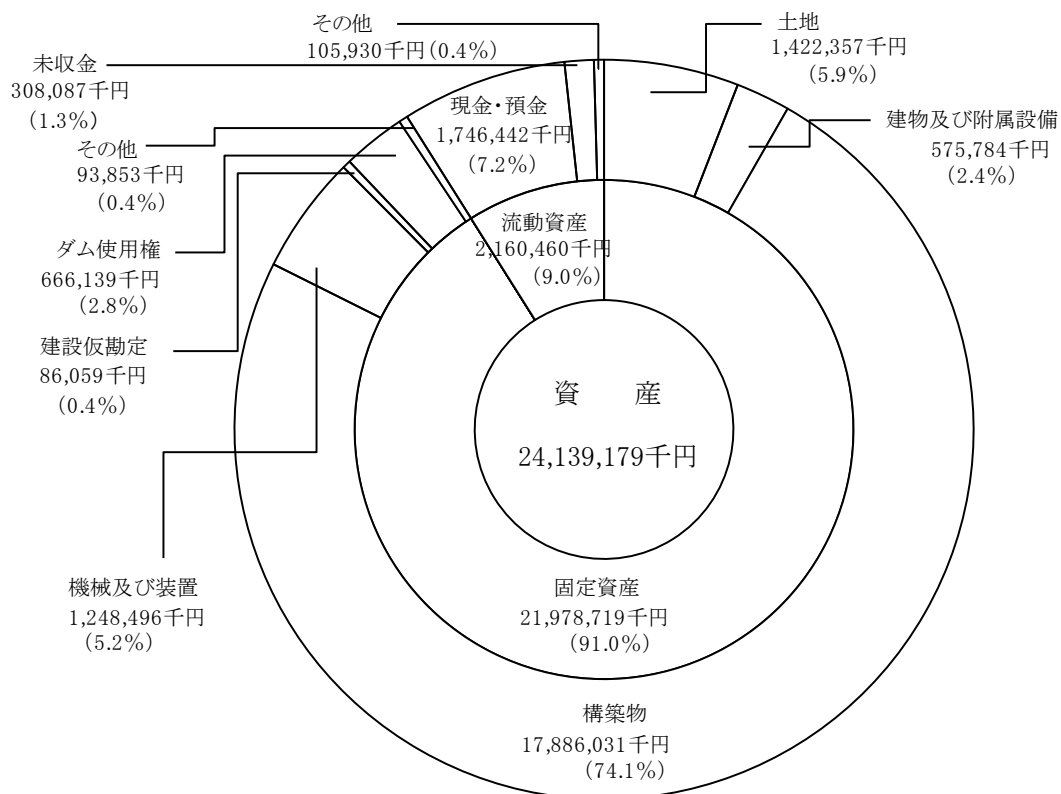 その他
105,930千円(0.4%)
土地
1,422,357千円
(5.9%)
未収金
308,087千円
(1.3%)
現金・預金
1,746,442千円
(7.2%)
建物及び附属設備
575,784千円
(2.4%)
その他
93,853千円
(0.4%)
流動資産
2,160,460千円
(9.0%)
ダム使用権
666,139千円
(2.8%)
建設仮勘定
86,059千円
(0.4%)
資　産
24,139,179千円
機械及び装置
1,248,496千円
(5.2%)
固定資産
21,978,719千円
(91.0%)
構築物
17,886,031千円
(74.1%)